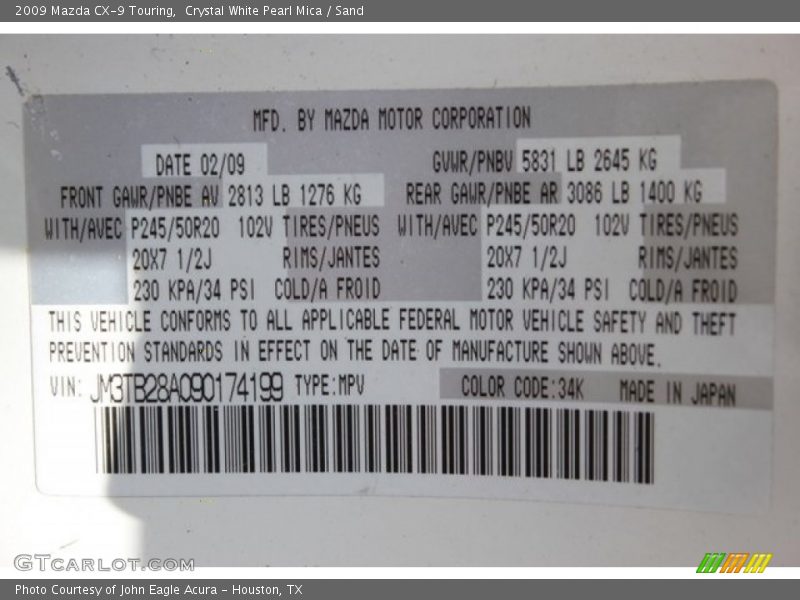 2009 Mazda CX-9 Touring,  Crystal White Pearl Mica / Sand
MFD. BY MAZDA MOTOR CORPORATION
DATE 02/09 GVWR/PNBV 5831 LB 2645 KG
FRONT GAWR/PNBE AV 2813 LB 1276 KG REAR GAWR/PNBE AR 3086 LB 1400 KG
WITH/AVEC P245/50R20 102V TIRES/PNEUS WITH/AVEC P245/50R20 102V TIRES/PNEUS
20X7 1/2J RIMS/JANTES 20X7 1/2J RIMS/JANTES
230 KPA/34 PSI COLD/A FROID 230 KPA/34 PSI COLD/A FROID
THIS VEHICLE CONFORMS TO ALL APPLICABLE FEDERAL MOTOR VEHICLE SAFETY AND THEFT
PREVENTION STANDARDS IN EFFECT ON THE DATE OF MANUFACTURE SHOWN ABOVE.
VIN: JM3TB28A090174199 TYPE:MPV COLOR CODE:34K MADE IN JAPAN
GTCARLOT.COM
Photo Courtesy of John Eagle Acura - Houston, TX